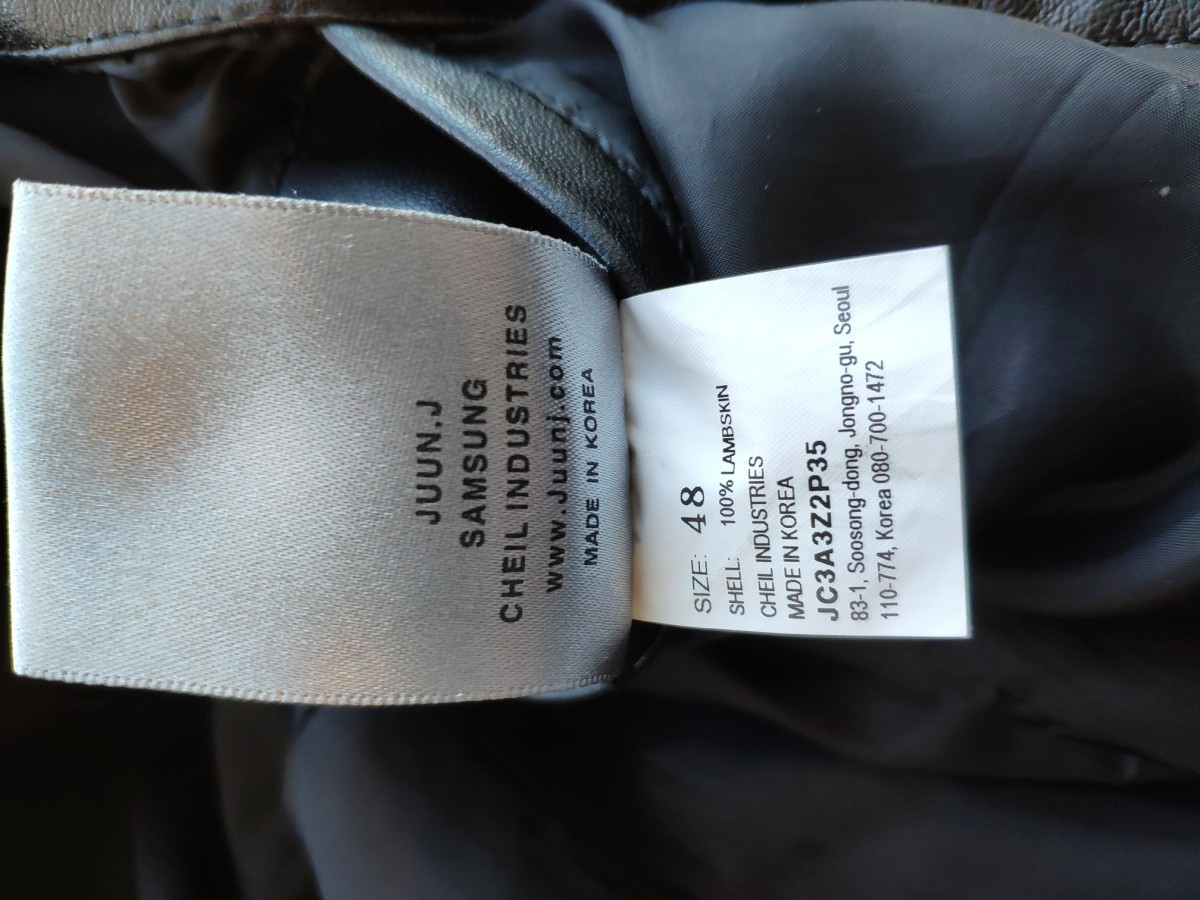 JUUN.J
SAMSUNG
CHEIL INDUSTRIES
www.Juunj.com
MADE IN KOREA
SIZE: 48
SHELL: 100% LAMBSKIN
CHEIL INDUSTRIES
MADE IN KOREA
JC3A3Z2P35
83-1, Soosong-dong, Jongno-gu, Seoul
110-774, Korea 080-700-1472